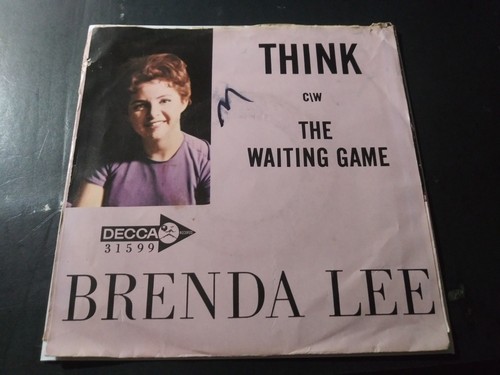 THINK
C\W
THE
WAITING GAME
DECCA
31599
BRENDA LEE